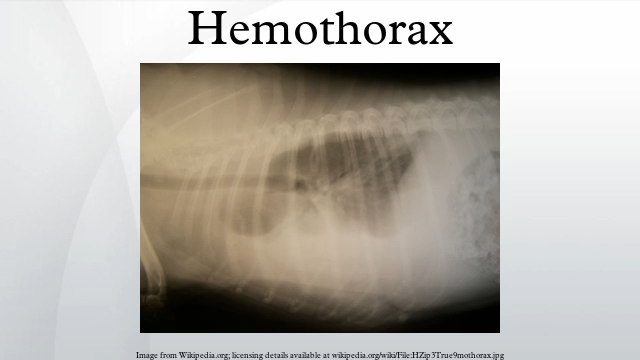 Hemothorax
Image from Wikipedia.org; licensing details available at wikipedia.org/wiki/File:HZip3True9mothorax.jpg